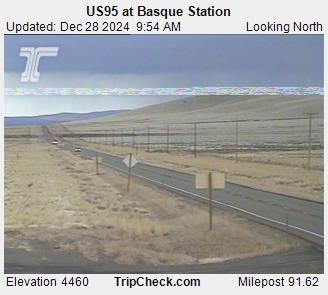 US95 at Basque Station
Updated: Dec 28 2024 9:54 AM Looking North
Elevation 4460 TripCheck.com Milepost 91.62